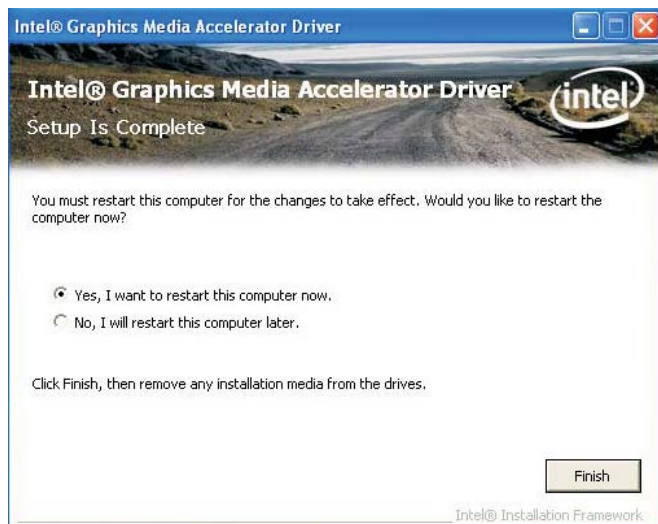 Intel® Graphics Media Accelerator Driver
Intel® Graphics Media Accelerator Driver
intel
Setup Is Complete
You must restart this computer for the changes to take effect. Would you like to restart the
computer now?
Yes, I want to restart this computer now.
No, I will restart this computer later.
Click Finish, then remove any installation media from the drives.
Finish
Intel® Installation Framework